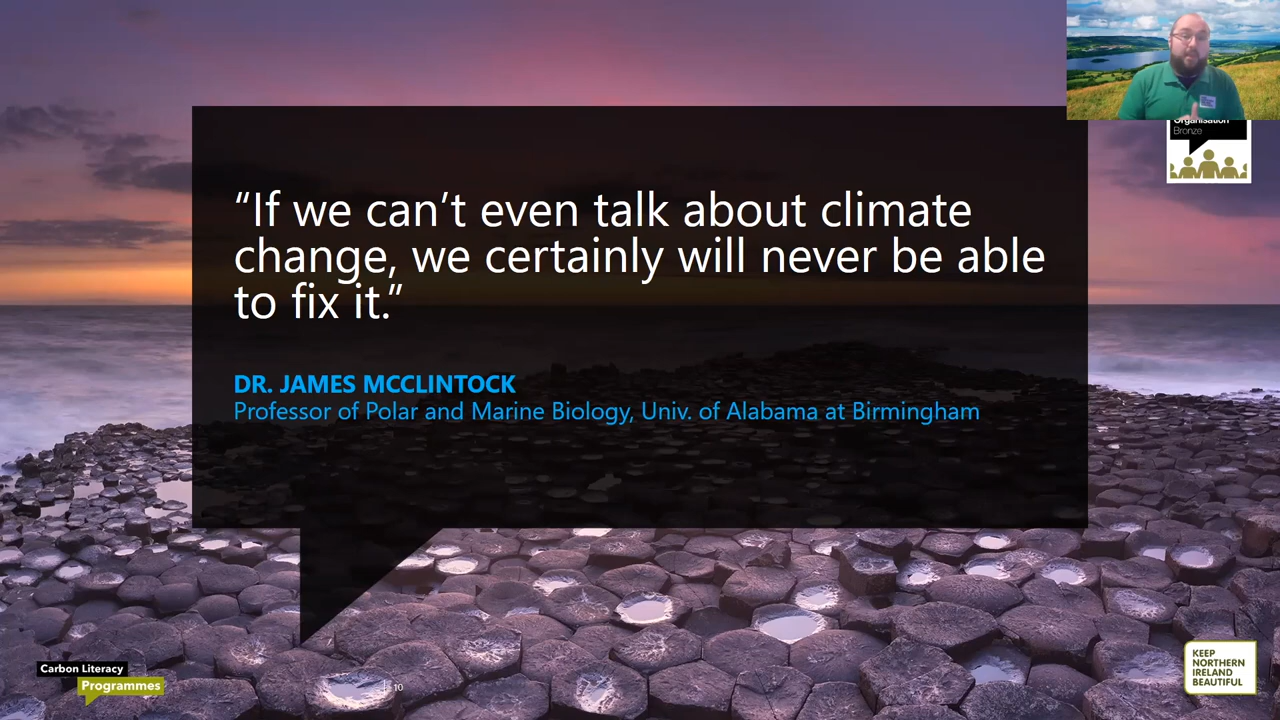 Organisation
Bronze
“If we can’t even talk about climate
change, we certainly will never be able
to fix it.”
DR. JAMES MCCLINTOCK
Professor of Polar and Marine Biology, Univ. of Alabama at Birmingham
Carbon Literacy
Programmes
10
KEEP
NORTHERN
IRELAND
BEAUTIFUL